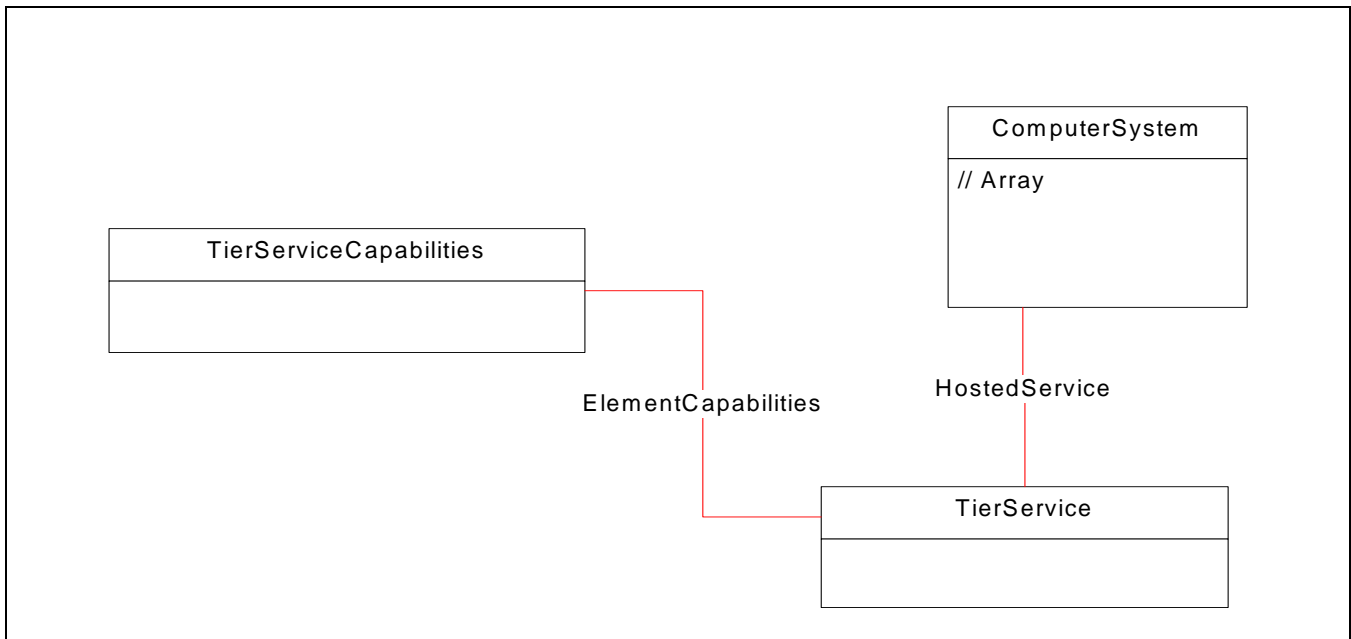 ComputerSystem
// Array
TierServiceCapabilities
HostedService
ElementCapabilities
TierService